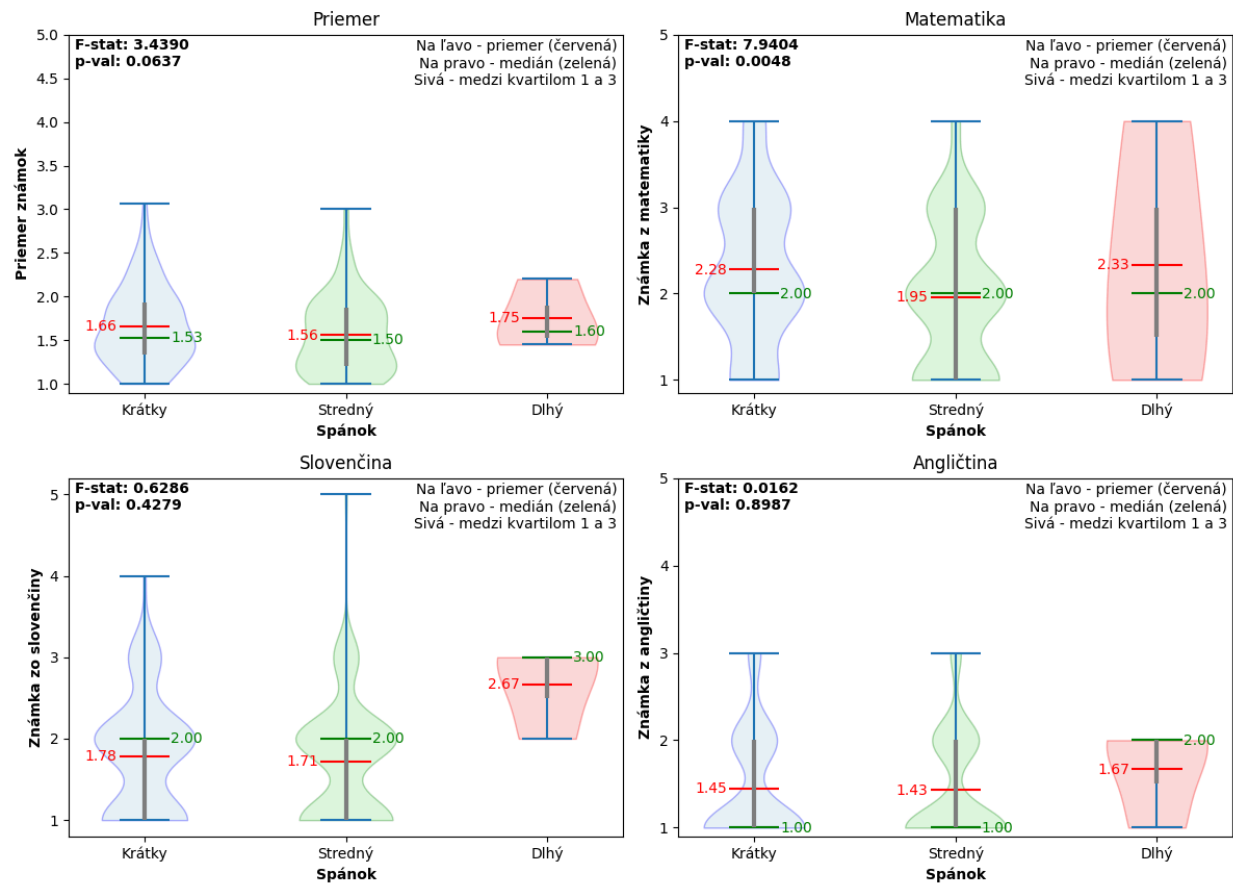 Priemer
F-stat: 3.4390
p-val: 0.0637
Na ľavo - priemer (červená)
Na pravo - medián (zelená)
Sivá - medzi kvartilom 1 a 3
Priemer známok
5.0
4.5
4.0
3.5
3.0
2.5
2.0
1.5
1.0
1.66
1.53
1.56
1.50
1.75
1.60
Krátky
Stredný
Dlhý
Spánok
Matematika
F-stat: 7.9404
p-val: 0.0048
Na ľavo - priemer (červená)
Na pravo - medián (zelená)
Sivá - medzi kvartilom 1 a 3
Známka z matematiky
5
4
3
2
1
2.28
2.00
1.95
2.00
2.33
2.00
Krátky
Stredný
Dlhý
Spánok
Slovenčina
F-stat: 0.6286
p-val: 0.4279
Na ľavo - priemer (červená)
Na pravo - medián (zelená)
Sivá - medzi kvartilom 1 a 3
Známka zo slovenčiny
5
4
3
2
1
1.78
2.00
1.71
2.00
2.67
3.00
Krátky
Stredný
Dlhý
Spánok
Angličtina
F-stat: 0.0162
p-val: 0.8987
Na ľavo - priemer (červená)
Na pravo - medián (zelená)
Sivá - medzi kvartilom 1 a 3
Známka z angličtiny
5
4
3
2
1
1.45
1.00
1.43
1.00
1.67
2.00
Krátky
Stredný
Dlhý
Spánok